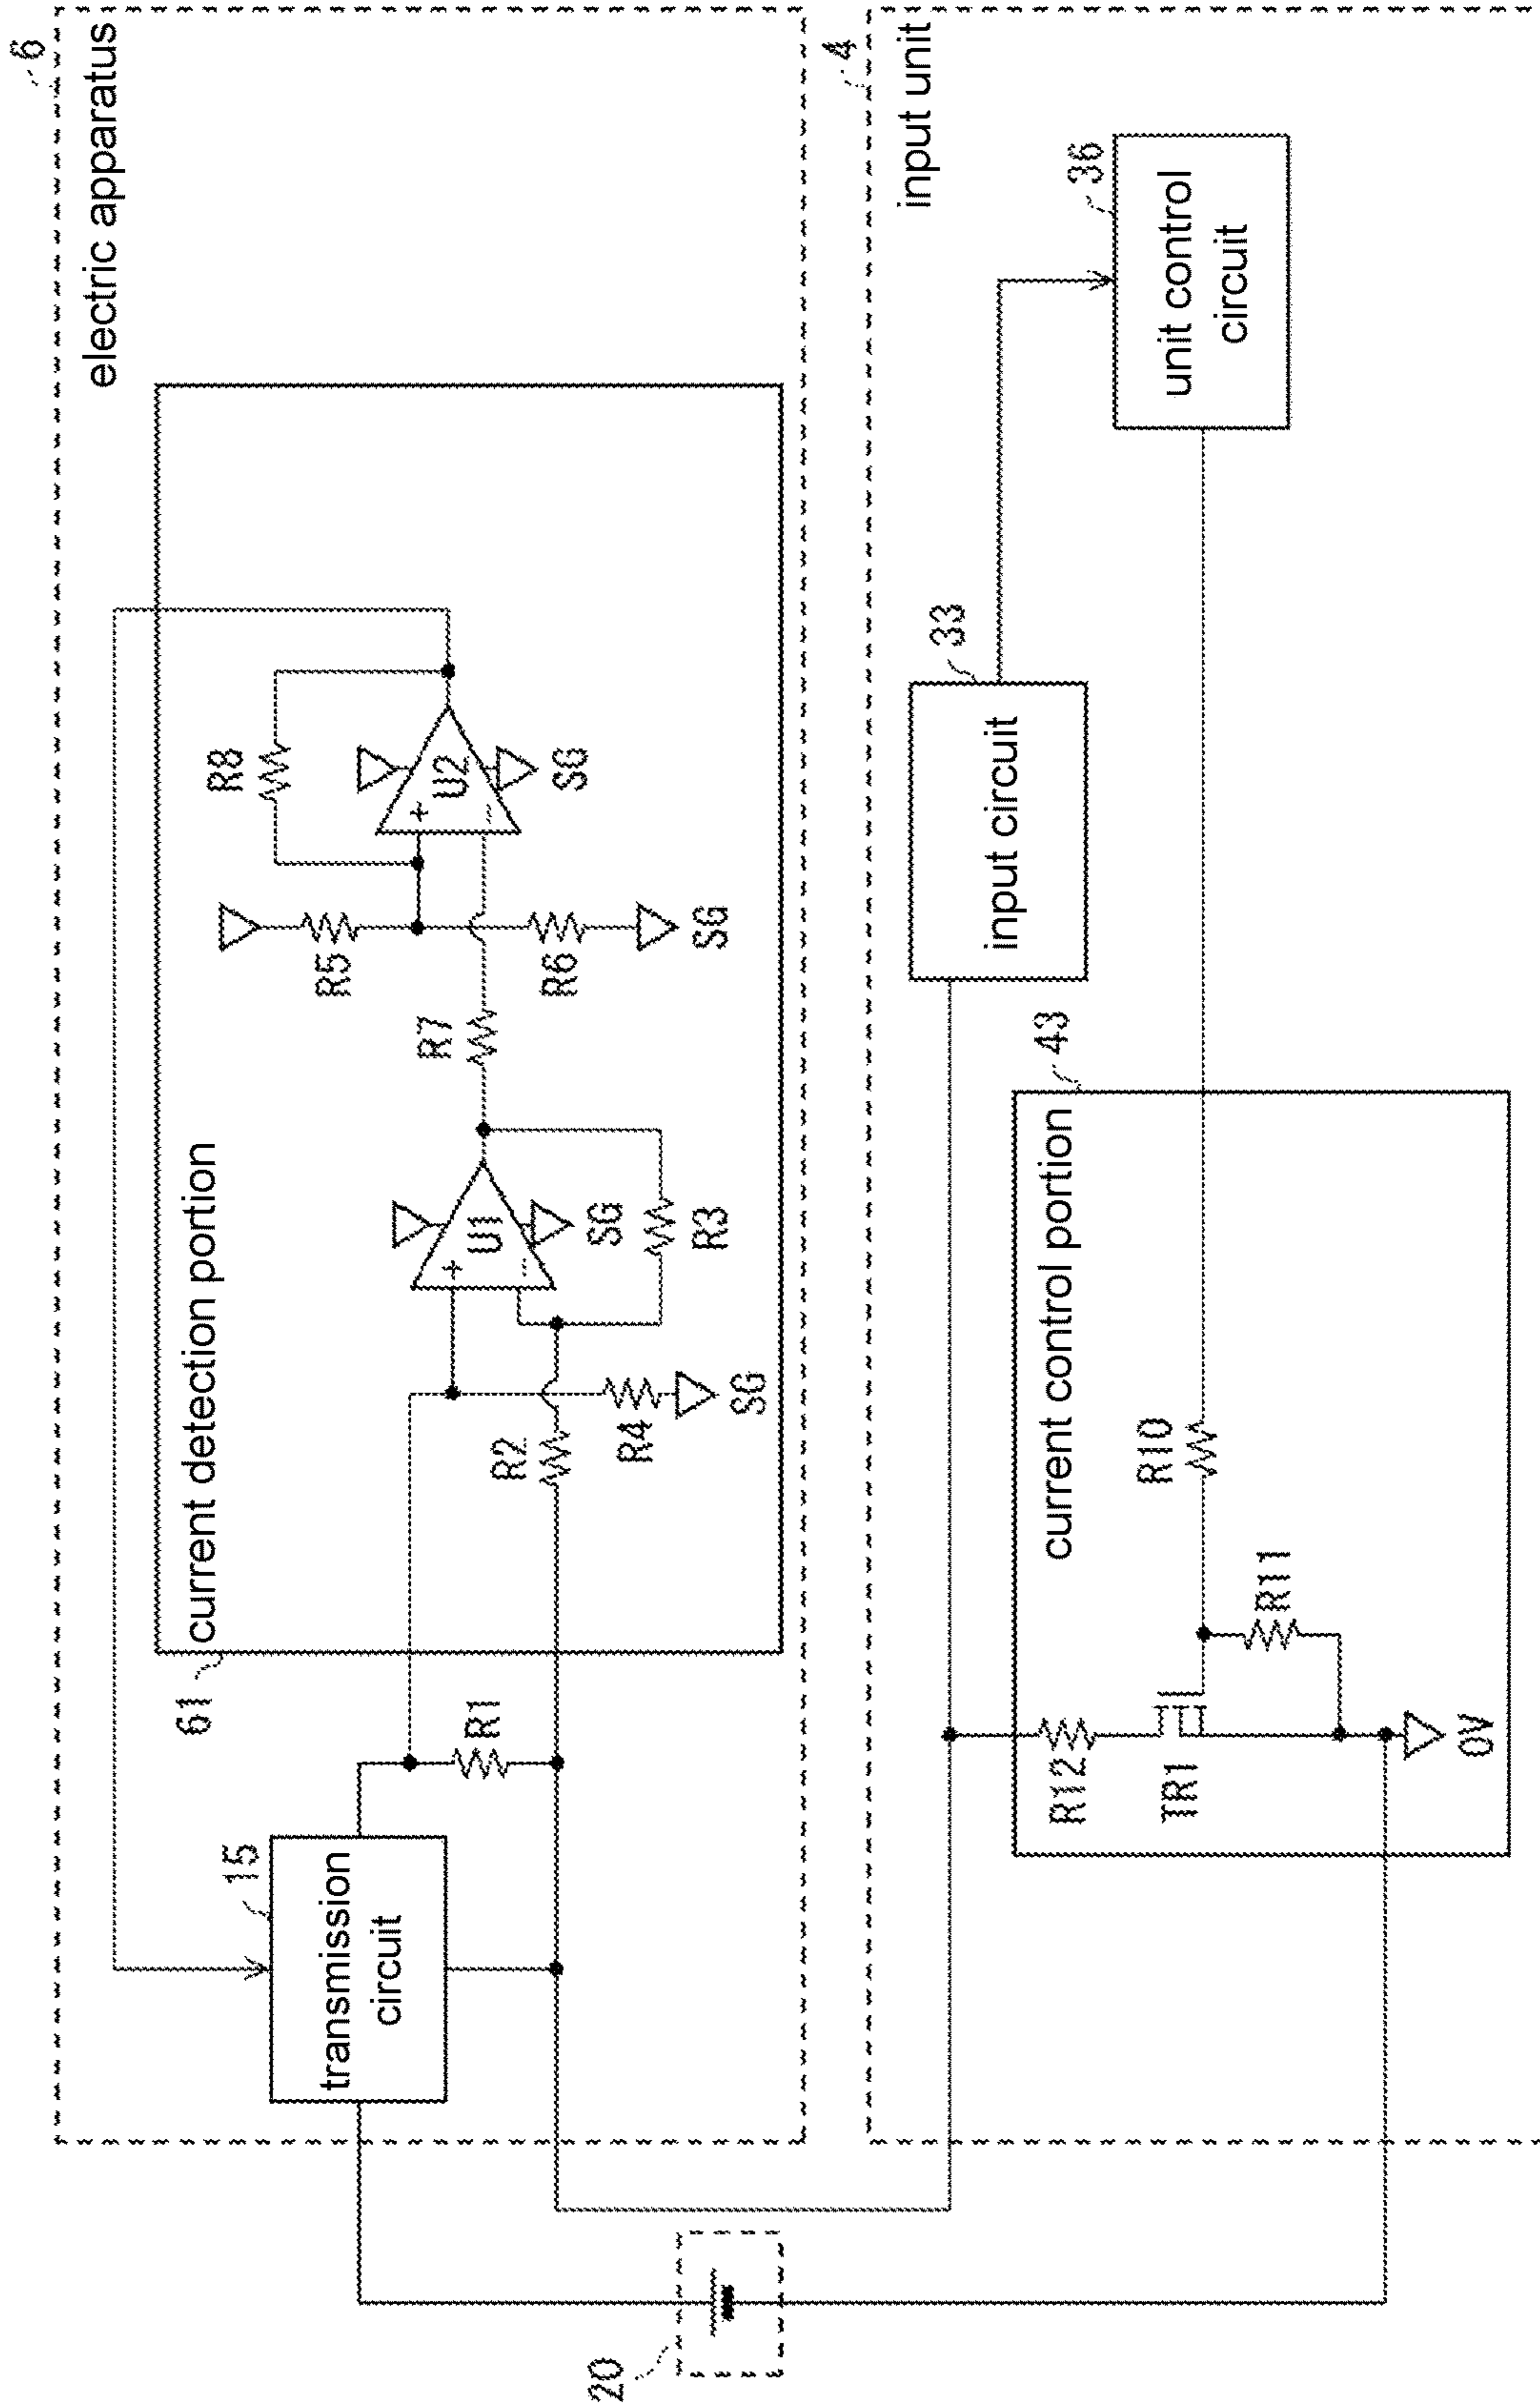 6
electric apparatus
61
current detection portion
15
transmission
circuit
R1
R2
R4
SG
+
−
U1
SG
R3
R7
R5
R6
SG
R8
+
−
U2
SG
20
4
input unit
33
input circuit
36
unit control
circuit
43
current control portion
R12
TR1
R11
R10
0V